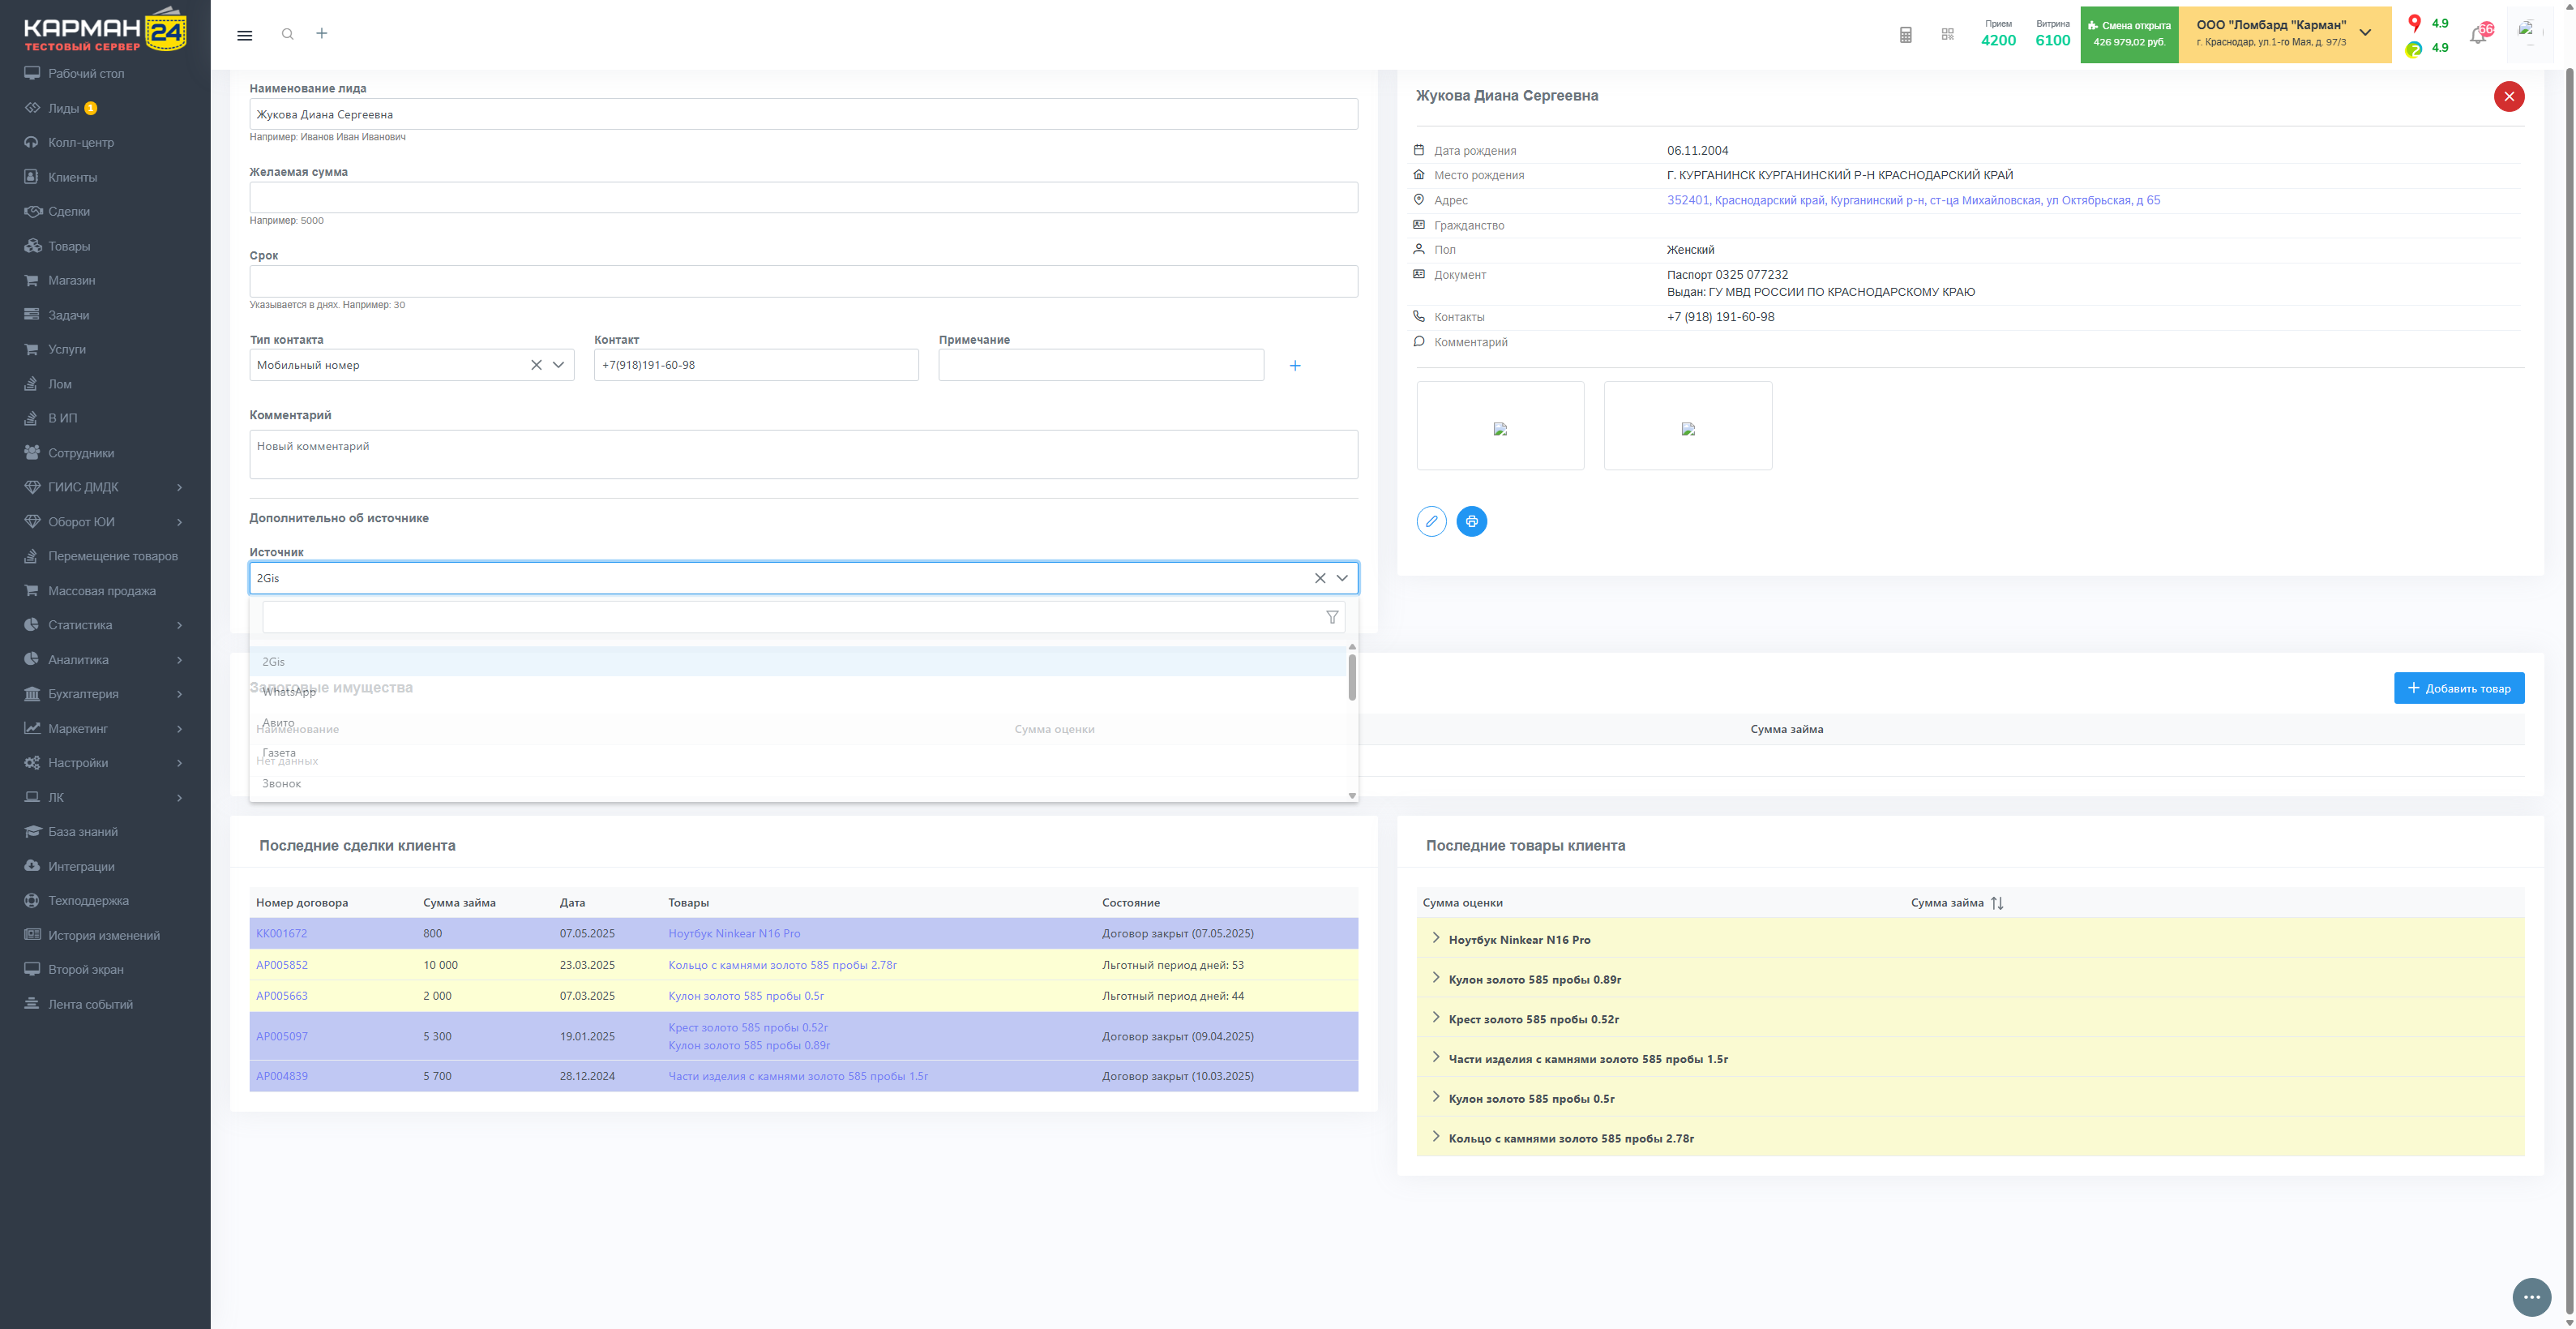 КАРМАН 24
ТЕСТОВЫЙ СЕРВЕР
Рабочий стол
Лиды 1
Колл-центр
Клиенты
Сделки
Товары
Магазин
Задачи
Услуги
Лом
В ИП
Сотрудники
ГИИС ДМДК
Оборот ЮИ
Перемещение товаров
Массовая продажа
Статистика
Аналитика
Бухгалтерия
Маркетинг
Настройки
ЛК
База знаний
Интеграции
Техподдержка
История изменений
Второй экран
Лента событий
Прием
4200
Витрина
6100
Смена открыта
426 979,02 руб.
ООО "Ломбард "Карман"
г. Краснодар, ул.1-го Мая, д. 97/3
4.9
4.9
66
Наименование лида
Жукова Диана Сергеевна
Например: Иванов Иван Иванович
Желаемая сумма
Например: 5000
Срок
Указывается в днях. Например: 30
Тип контакта
Контакт
Примечание
Мобильный номер
+7(918)191-60-98
Комментарий
Новый комментарий
Дополнительно об источнике
Источник
2Gis
2Gis
WhatsApp
Авито
Газета
Звонок
Жукова Диана Сергеевна
Дата рождения 06.11.2004
Место рождения Г. КУРГАНИНСК КУРГАНИНСКИЙ Р-Н КРАСНОДАРСКИЙ КРАЙ
Адрес 352401, Краснодарский край, Курганинский р-н, ст-ца Михайловская, ул Октябрьская, д 65
Гражданство
Пол Женский
Документ Паспорт 0325 077232
Выдан: ГУ МВД РОССИИ ПО КРАСНОДАРСКОМУ КРАЮ
Контакты +7 (918) 191-60-98
Комментарий
Залоговые имущества
Добавить товар
Наименование Сумма оценки Сумма займа
Нет данных
Последние сделки клиента
Номер договора Сумма займа Дата Товары Состояние
КК001672 800 07.05.2025 Ноутбук Ninkear N16 Pro Договор закрыт (07.05.2025)
АР005852 10 000 23.03.2025 Кольцо с камнями золото 585 пробы 2.78г Льготный период дней: 53
АР005663 2 000 07.03.2025 Кулон золото 585 пробы 0.5г Льготный период дней: 44
АР005097 5 300 19.01.2025 Крест золото 585 пробы 0.52г Договор закрыт (09.04.2025)
Кулон золото 585 пробы 0.89г
АР004839 5 700 28.12.2024 Части изделия с камнями золото 585 пробы 1.5г Договор закрыт (10.03.2025)
Последние товары клиента
Сумма оценки Сумма займа
Ноутбук Ninkear N16 Pro
Кулон золото 585 пробы 0.89г
Крест золото 585 пробы 0.52г
Части изделия с камнями золото 585 пробы 1.5г
Кулон золото 585 пробы 0.5г
Кольцо с камнями золото 585 пробы 2.78г